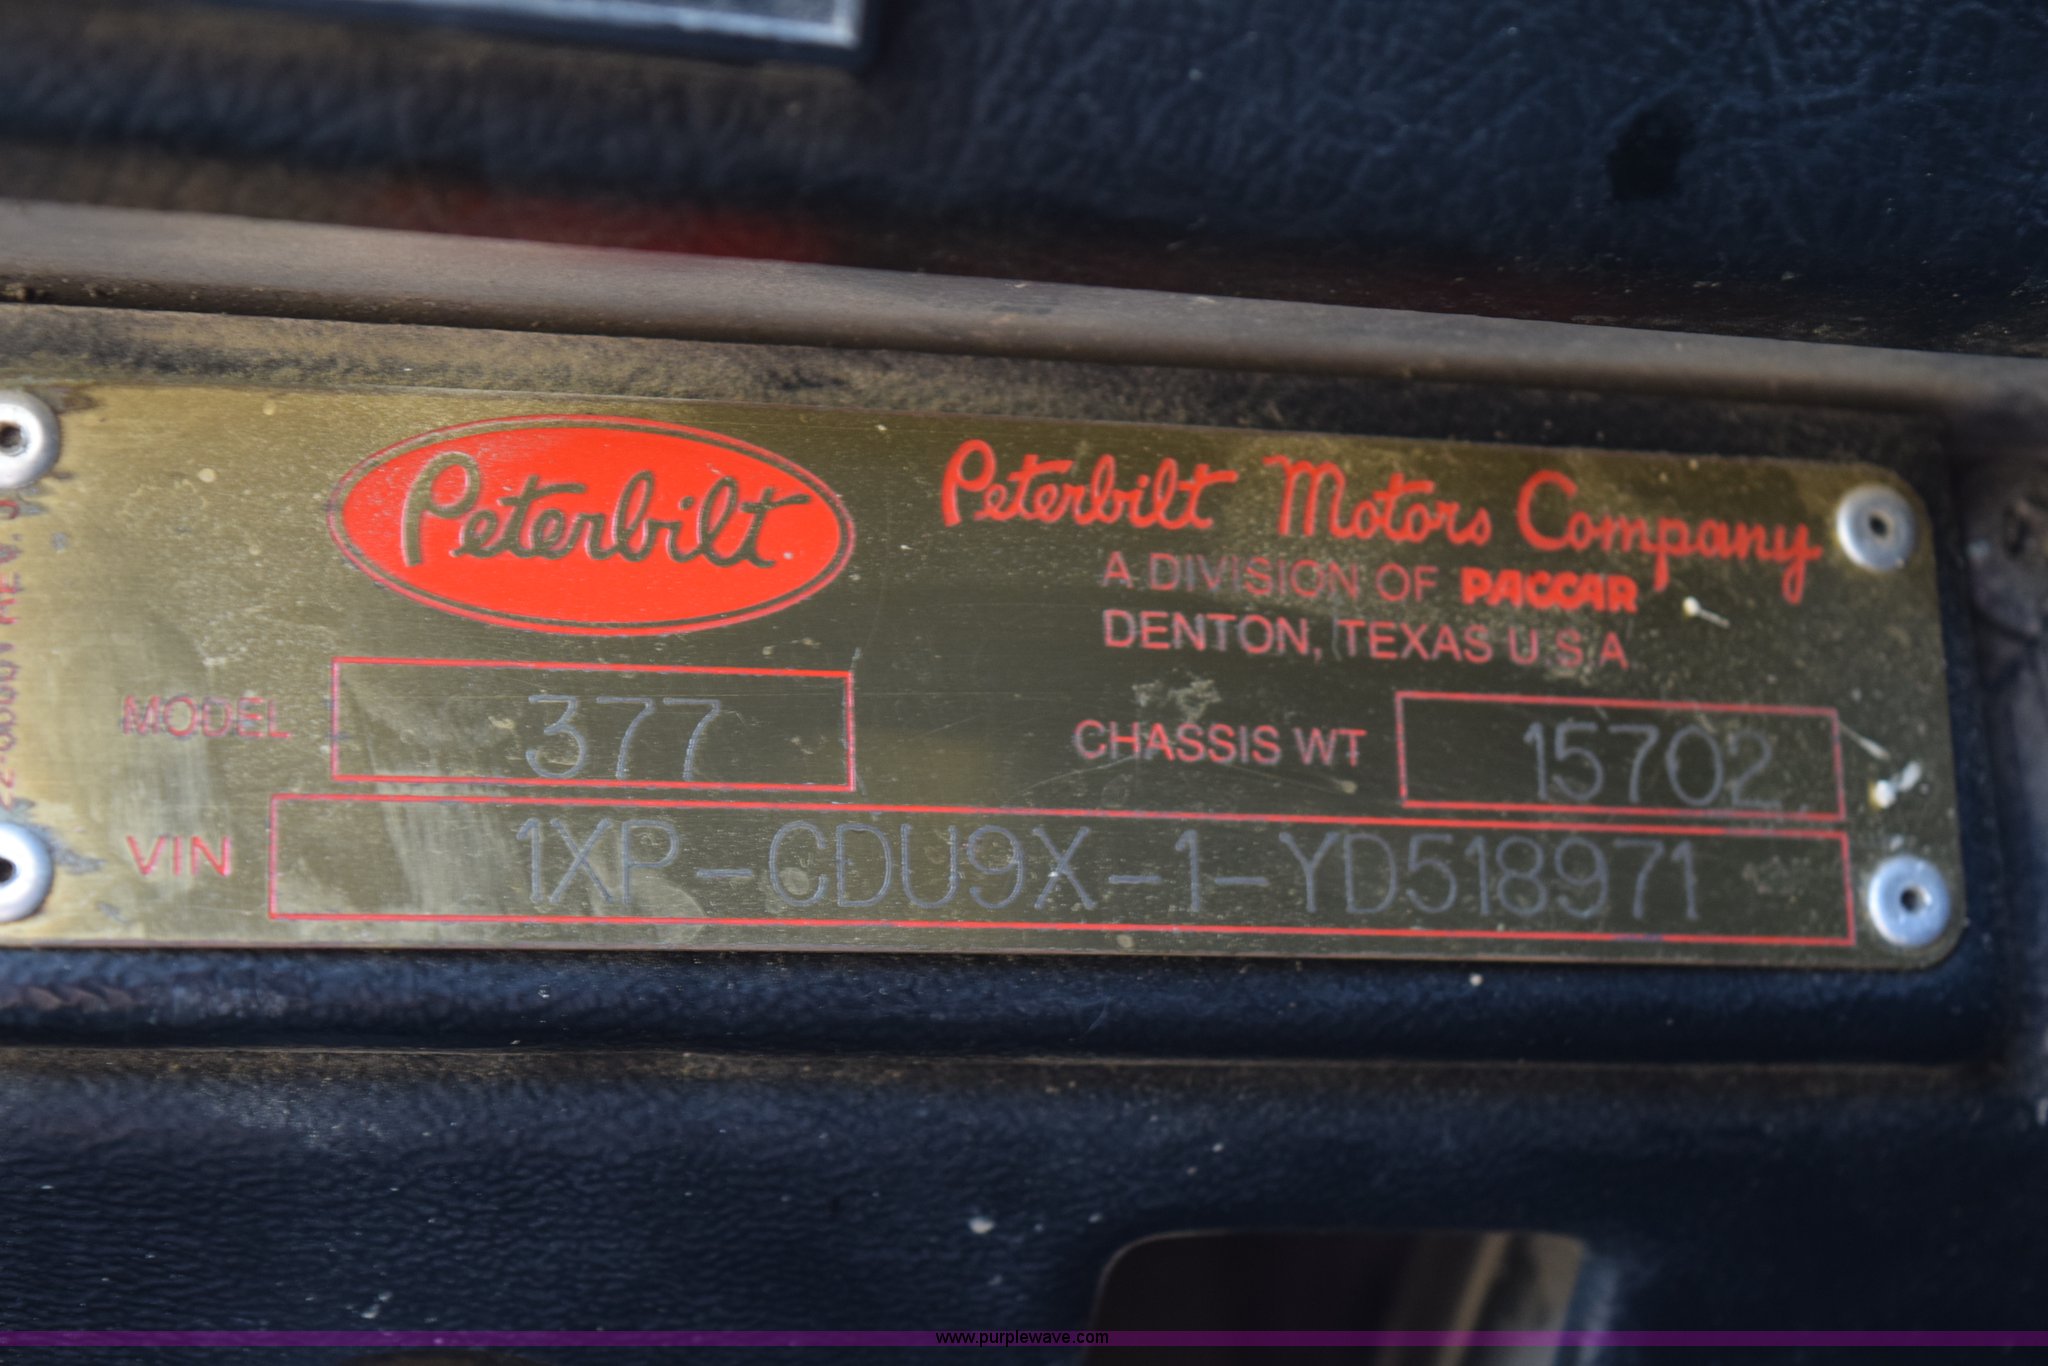 Peterbilt
Peterbilt Motors Company
A DIVISION OF PACCAR
DENTON, TEXAS U.S.A
MODEL 377
CHASSIS WT 15702
VIN 1XP-CDU9X-1-YD518971
REV.
www.purplewave.com